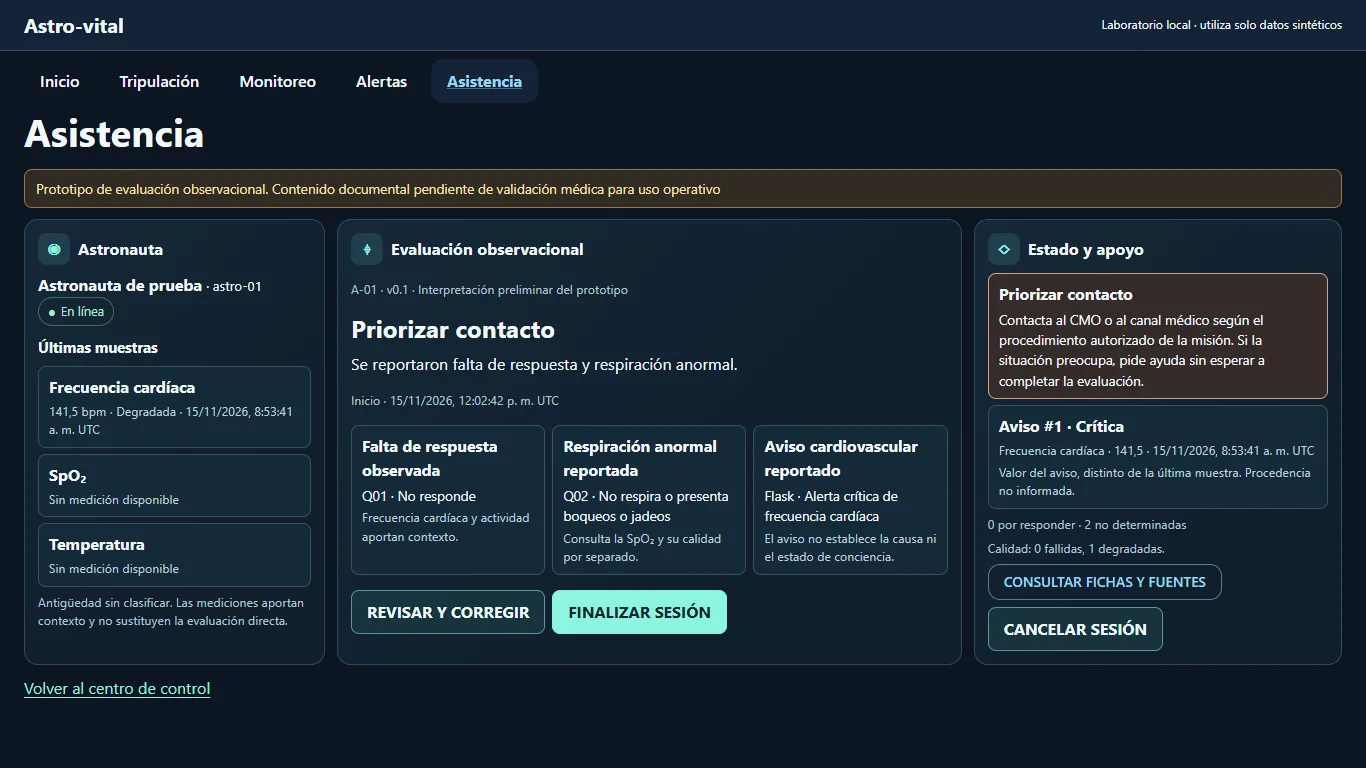 Astro-vital
Laboratorio local · utiliza solo datos sintéticos
Inicio
Tripulación
Monitoreo
Alertas
Asistencia
Asistencia
Prototipo de evaluación observacional. Contenido documental pendiente de validación médica para uso operativo
Astronauta
Astronauta de prueba · astro-01
En línea
Últimas muestras
Frecuencia cardíaca
141,5 bpm · Degradada · 15/11/2026, 8:53:41
a. m. UTC
SpO₂
Sin medición disponible
Temperatura
Sin medición disponible
Antigüedad sin clasificar. Las mediciones aportan
contexto y no sustituyen la evaluación directa.
Evaluación observacional
A-01 · v0.1 · Interpretación preliminar del prototipo
Priorizar contacto
Se reportaron falta de respuesta y respiración anormal.
Inicio · 15/11/2026, 12:02:42 p. m. UTC
Falta de respuesta
observada
Q01 · No responde
Frecuencia cardíaca y actividad
aportan contexto.
Respiración anormal
reportada
Q02 · No respira o presenta
boqueos o jadeos
Consulta la SpO₂ y su calidad
por separado.
Aviso cardiovascular
reportado
Flask · Alerta crítica de
frecuencia cardíaca
El aviso no establece la causa ni
el estado de conciencia.
REVISAR Y CORREGIR
FINALIZAR SESIÓN
Estado y apoyo
Priorizar contacto
Contacta al CMO o al canal médico según el
procedimiento autorizado de la misión. Si la
situación preocupa, pide ayuda sin esperar a
completar la evaluación.
Aviso #1 · Crítica
Frecuencia cardíaca · 141,5 · 15/11/2026, 8:53:41 a. m. UTC
Valor del aviso, distinto de la última muestra. Procedencia
no informada.
0 por responder · 2 no determinadas
Calidad: 0 fallidas, 1 degradadas.
CONSULTAR FICHAS Y FUENTES
CANCELAR SESIÓN
Volver al centro de control